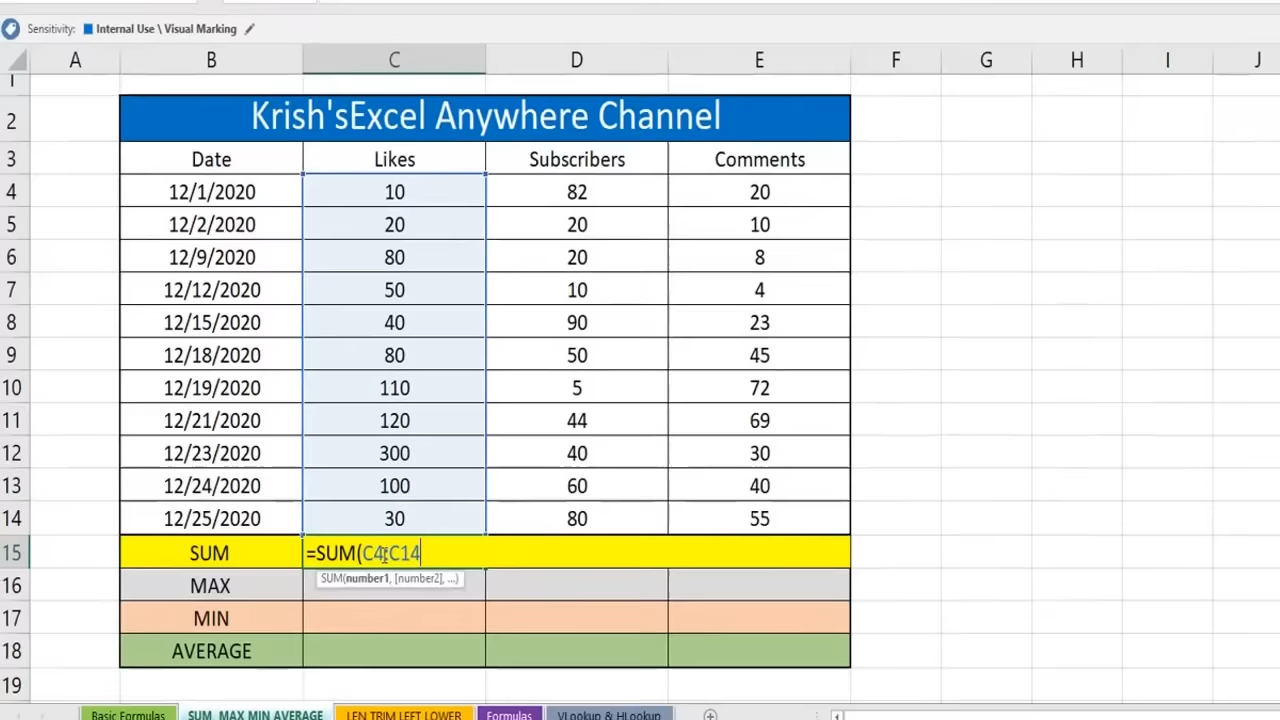 Sensitivity: Internal Use \ Visual Marking
A B C D E F G H I J
2 Krish'sExcel Anywhere Channel
3 Date Likes Subscribers Comments
4 12/1/2020 10 82 20
5 12/2/2020 20 20 10
6 12/9/2020 80 20 8
7 12/12/2020 50 10 4
8 12/15/2020 40 90 23
9 12/18/2020 80 50 45
10 12/19/2020 110 5 72
11 12/21/2020 120 44 69
12 12/23/2020 300 40 30
13 12/24/2020 100 60 40
14 12/25/2020 30 80 55
15 SUM =SUM(C4:C14
SUM(number1, [number2], ...)
16 MAX
17 MIN
18 AVERAGE
19
Basic Formulas SUM MAX MIN AVERAGE LEN TRIM LEFT LOWER Formulas VLookup & HLookup